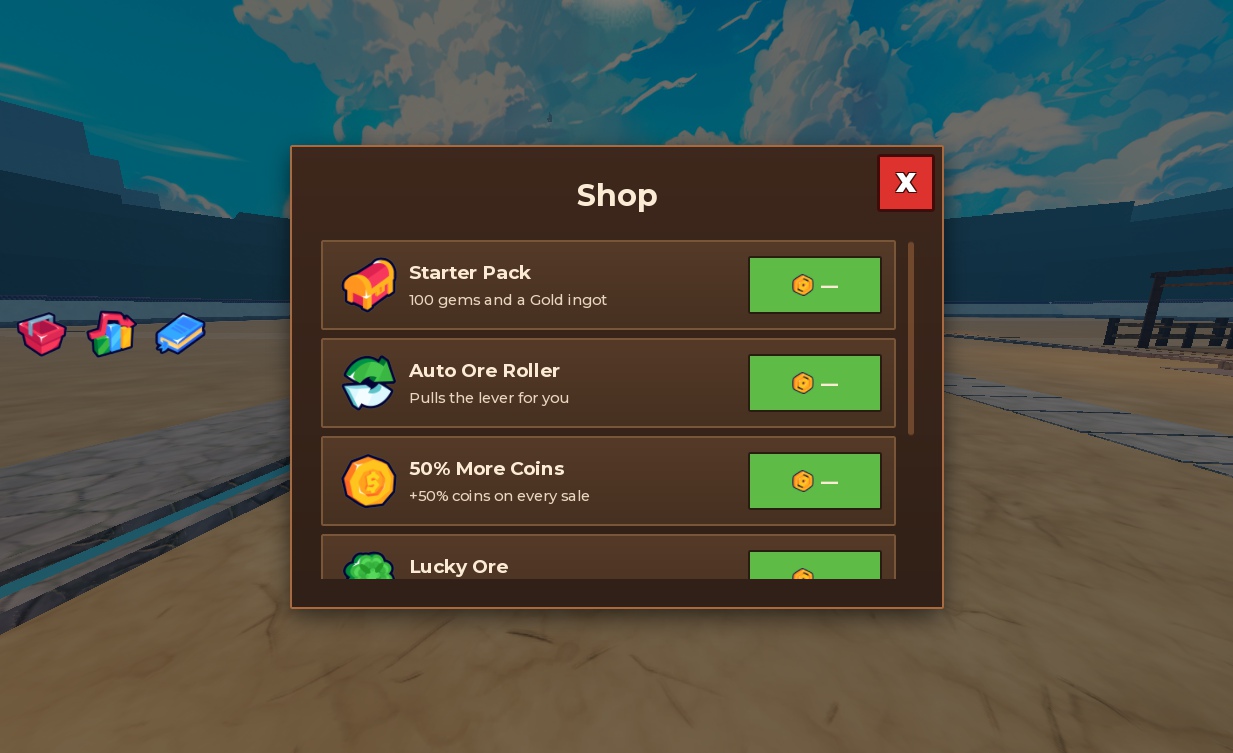 Shop
X
Starter Pack
100 gems and a Gold ingot
—
Auto Ore Roller
Pulls the lever for you
—
50% More Coins
+50% coins on every sale
—
Lucky Ore